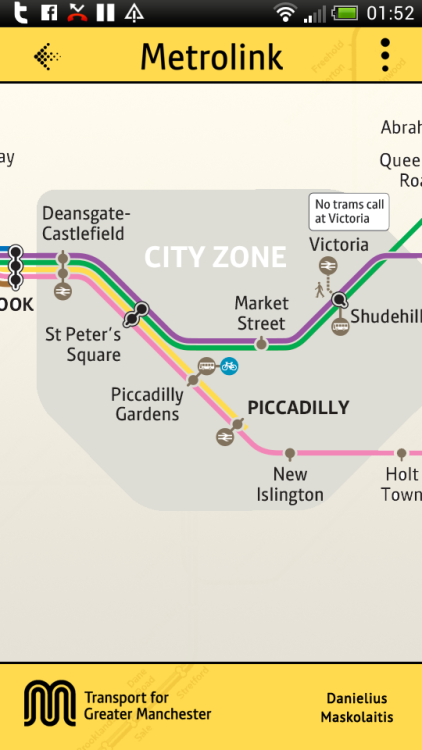 01:52
Metrolink
Abrah
Quee
Roa
ay
No trams call
at Victoria
Deansgate-
Castlefield
CITY ZONE
Victoria
OOK
Market
Street
Shudehill
St Peter's
Square
Piccadilly
Gardens
PICCADILLY
New
Islington
Holt
Town
Transport for
Greater Manchester
Danielius
Maskolaitis